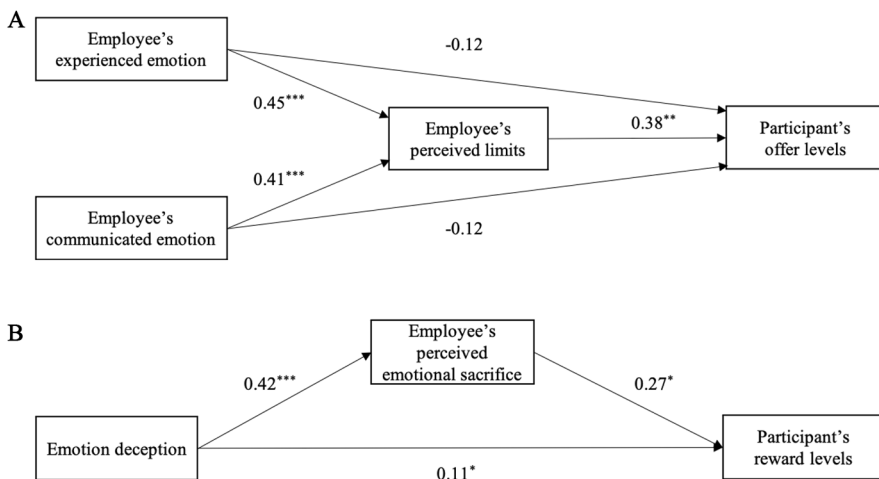 A
Employee's
experienced emotion
-0.12
0.45***
Employee's
perceived limits
0.38**
Participant's
offer levels
0.41***
Employee's
communicated emotion
-0.12
B
Employee's
perceived
emotional sacrifice
0.42***
0.27*
Emotion deception
Participant's
reward levels
0.11*